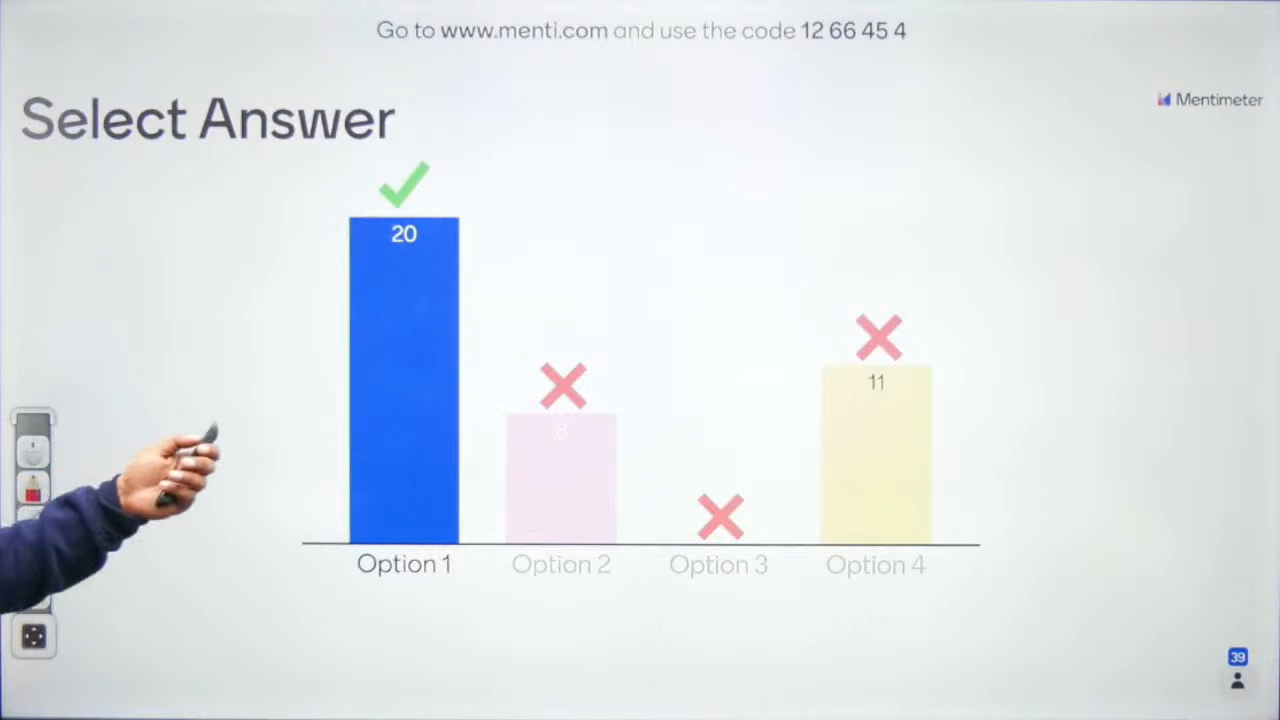 Go to www.menti.com and use the code 12 66 45 4
Select Answer
Mentimeter
20
8
11
Option 1
Option 2
Option 3
Option 4
39